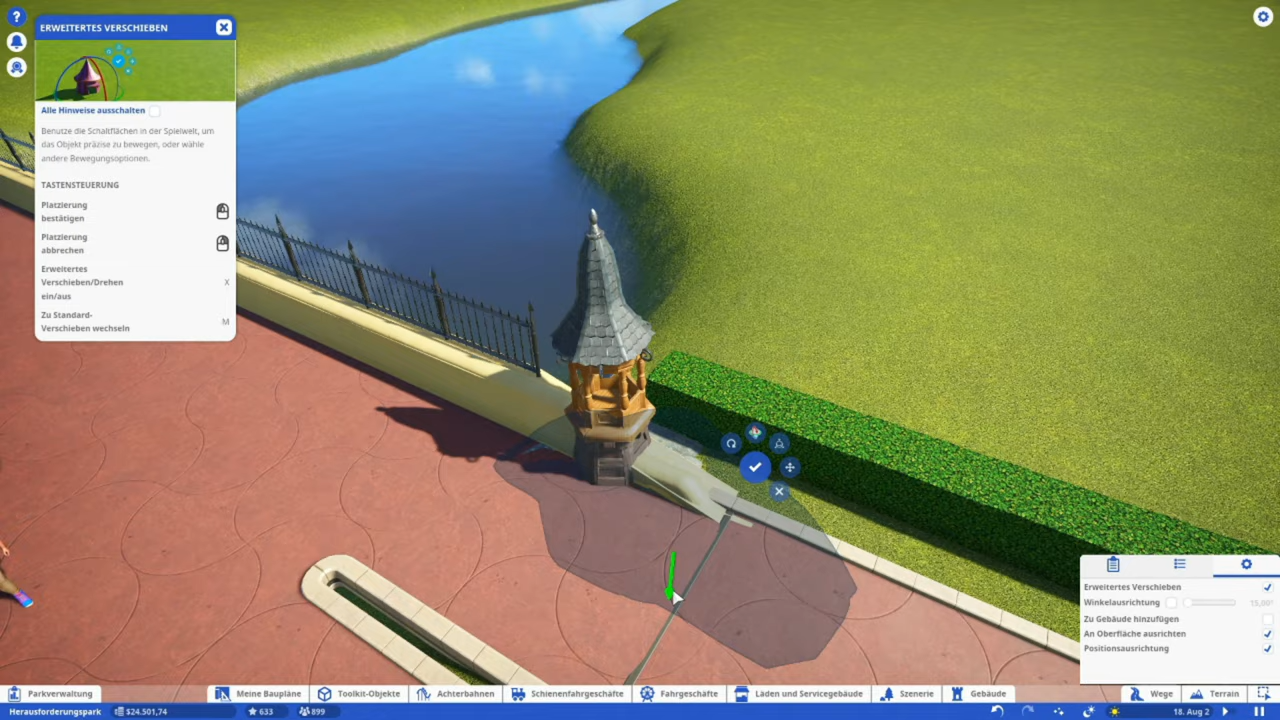 ?
ERWEITERTES VERSCHIEBEN
Alle Hinweise ausschalten
Benutze die Schaltflächen in der Spielwelt, um
das Objekt präzise zu bewegen, oder wähle
andere Bewegungsoptionen.
TASTENSTEUERUNG
Platzierung
bestätigen
Platzierung
abbrechen
Erweitertes
Verschieben/Drehen
ein/aus
X
Zu Standard-
Verschieben wechseln
M
Erweitertes Verschieben
Winkelausrichtung 15,00°
Zu Gebäude hinzufügen
An Oberfläche ausrichten
Positionsausrichtung
Parkverwaltung Meine Baupläne Toolkit-Objekte Achterbahnen Schienenfahrgeschäfte Fahrgeschäfte Läden und Servicegebäude Szenerie Gebäude Wege Terrain
Herausforderungspark $24.501,74 633 899 18. Aug 2